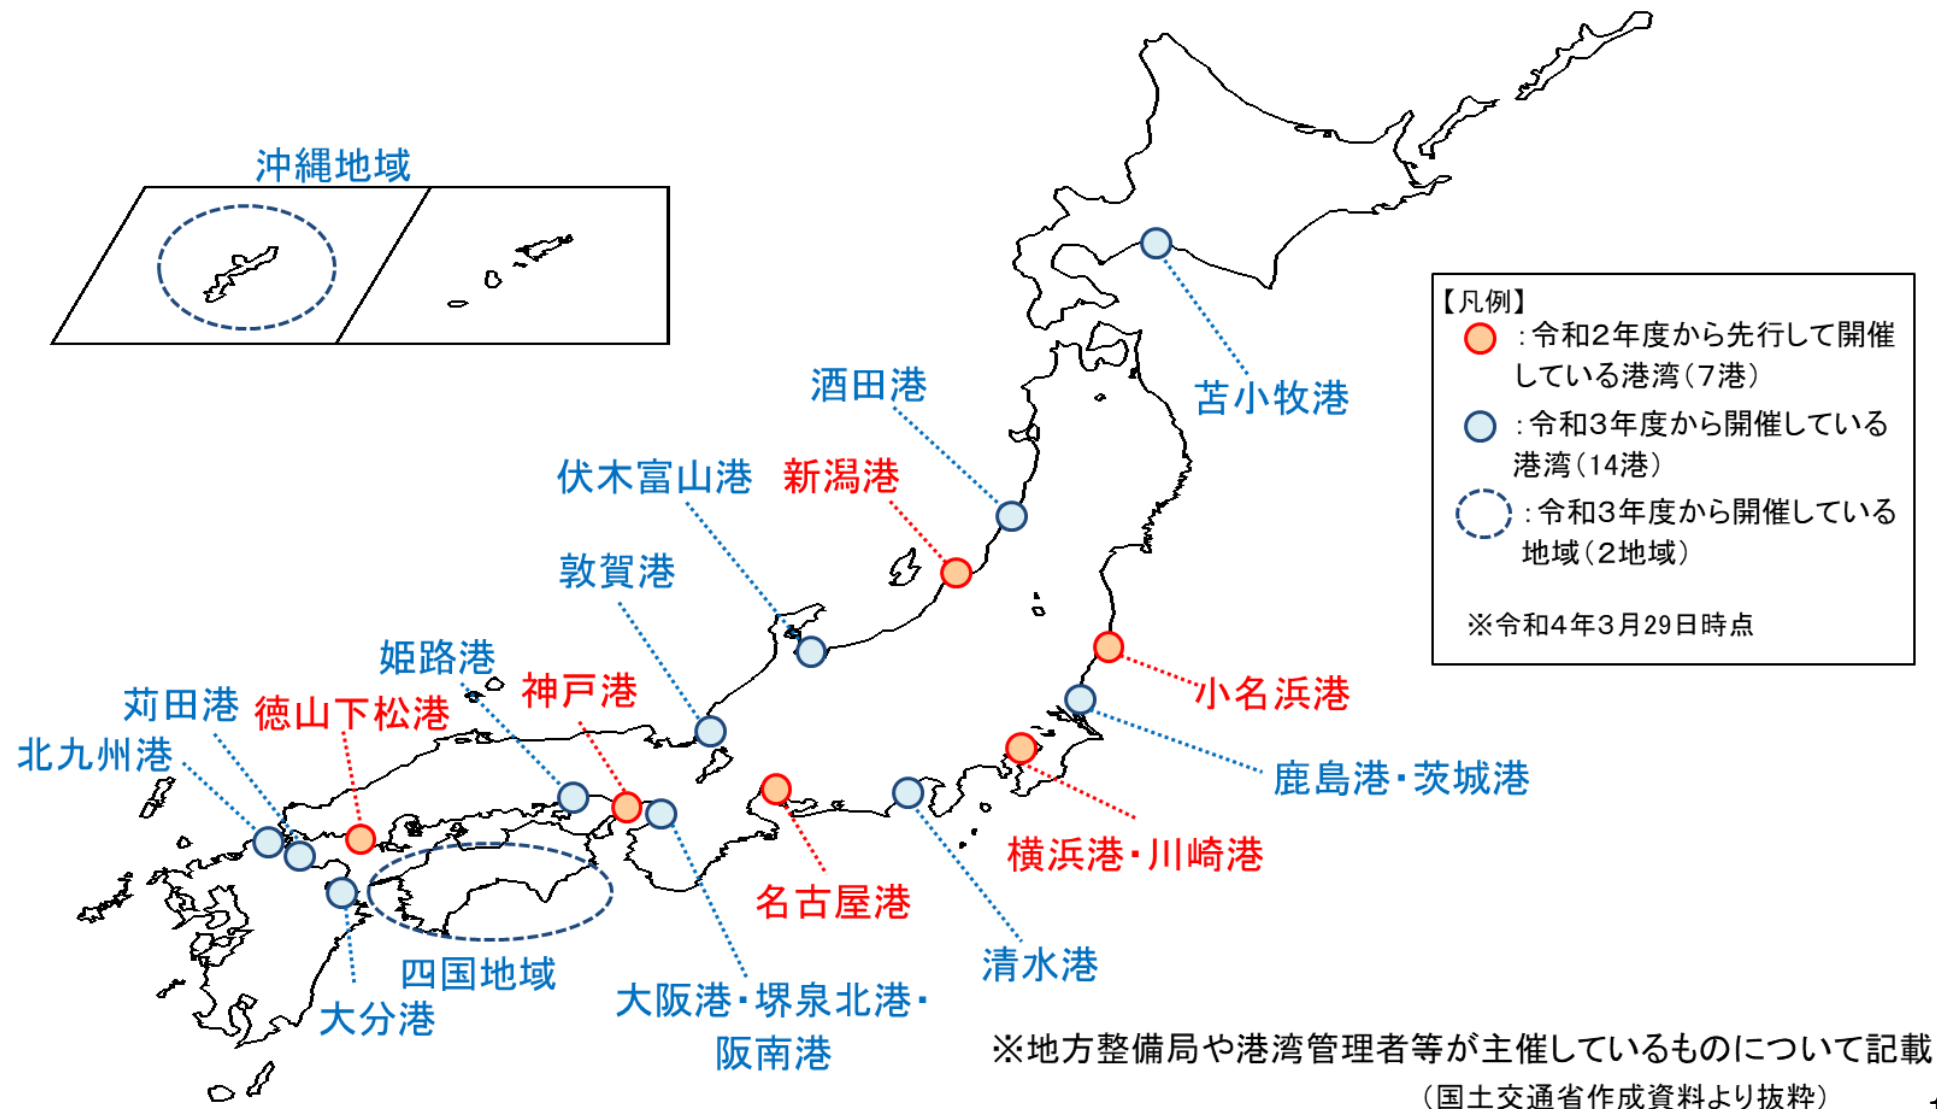 沖縄地域
【凡例】
：令和２年度から先行して開催
している港湾（７港）
：令和３年度から開催している
港湾（14港）
：令和３年度から開催している
地域（２地域）
※令和４年３月29日時点
酒田港
苫小牧港
伏木富山港
新潟港
敦賀港
姫路港
神戸港
苅田港
徳山下松港
北九州港
小名浜港
鹿島港・茨城港
横浜港・川崎港
名古屋港
清水港
四国地域
大分港
大阪港・堺泉北港・
阪南港
※地方整備局や港湾管理者等が主催しているものについて記載
（国土交通省作成資料より抜粋）